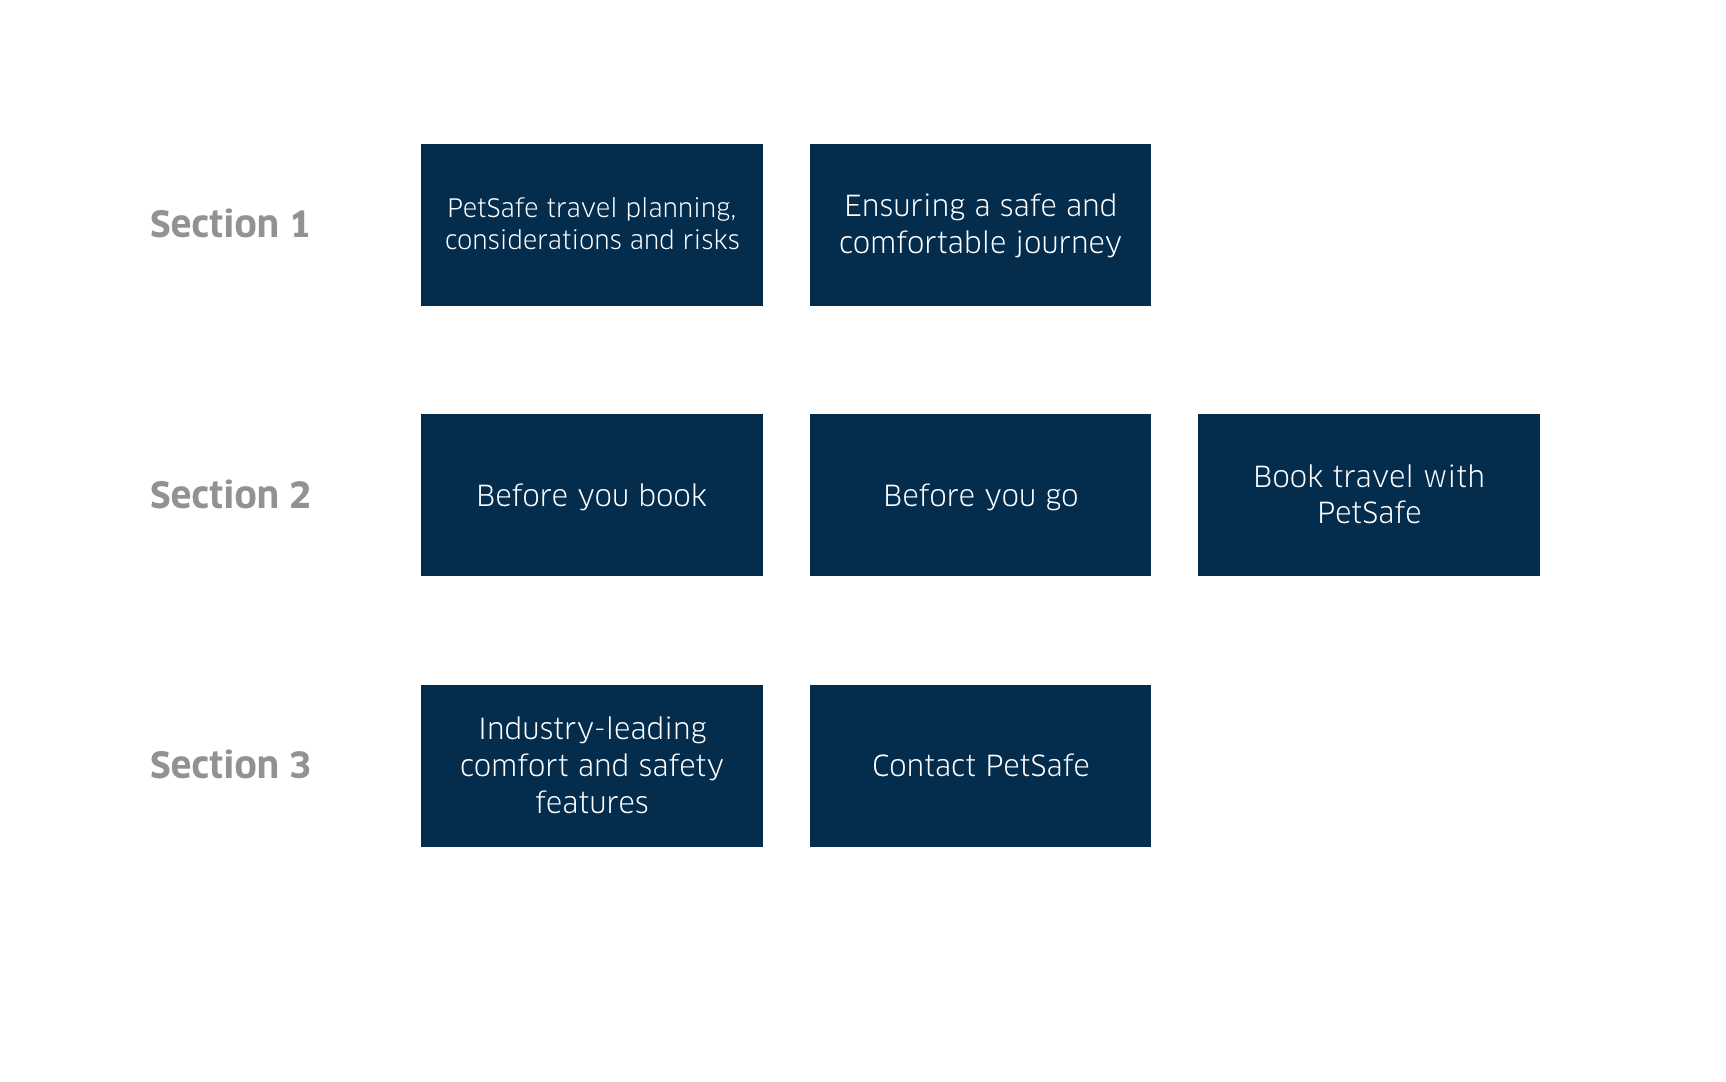 Section 1
PetSafe travel planning,
considerations and risks
Ensuring a safe and
comfortable journey
Section 2
Before you book
Before you go
Book travel with
PetSafe
Section 3
Industry-leading
comfort and safety
features
Contact PetSafe